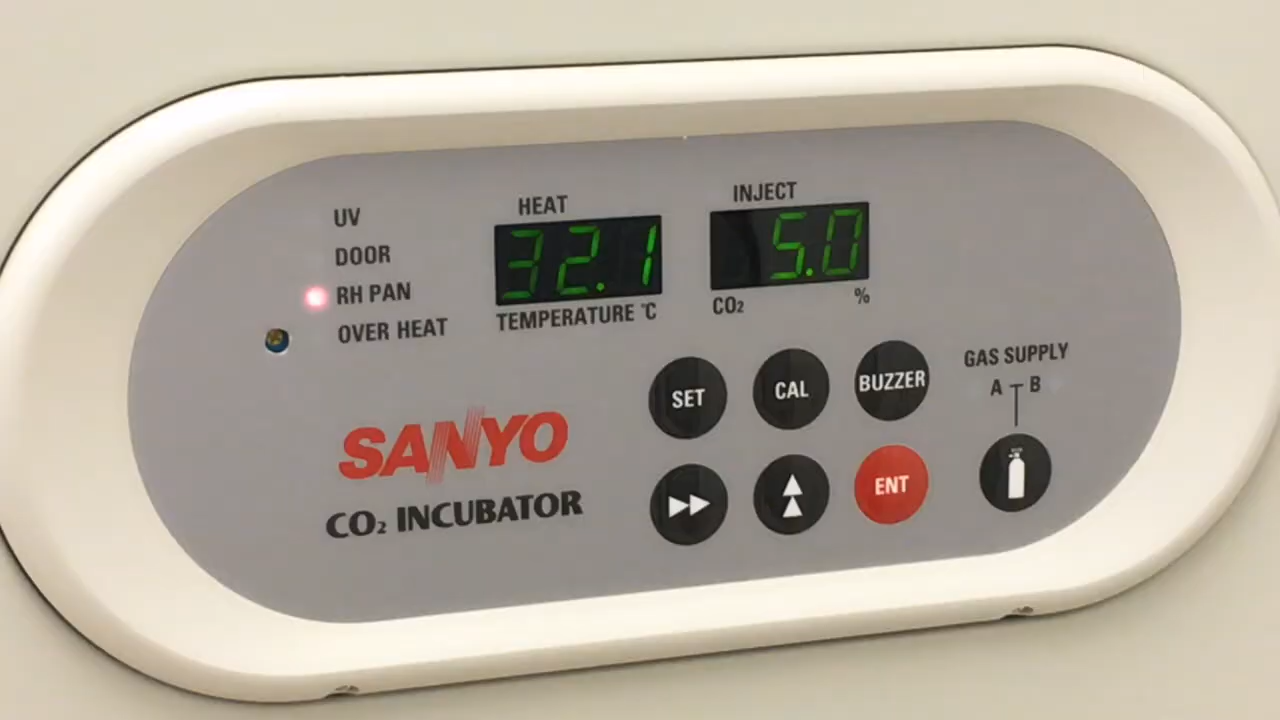 UV
DOOR
RH PAN
OVER HEAT
HEAT
32.1
TEMPERATURE °C
INJECT
5.0
CO₂ %
SET
CAL
BUZZER
ENT
GAS SUPPLY
A B
SANYO
CO₂ INCUBATOR